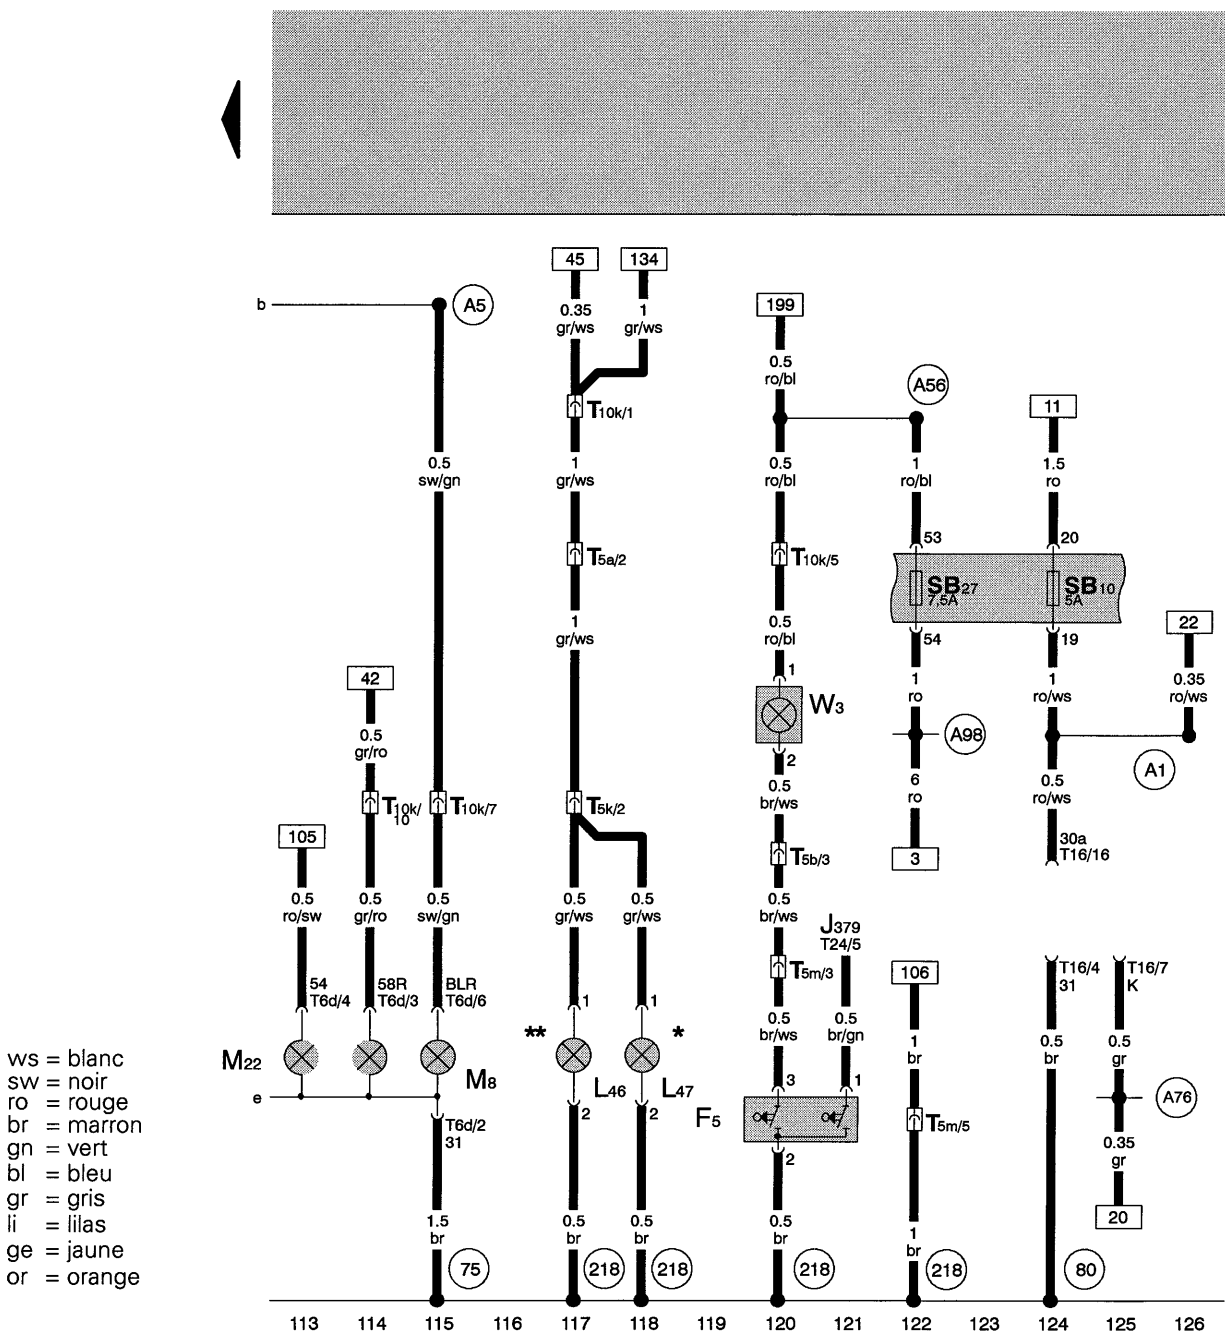 45
134
b
A5
199
0.35
gr/ws
1
gr/ws
0.5
ro/bl
A56
11
T10k/1
0.5
sw/gn
1
gr/ws
0.5
ro/bl
1
ro/bl
1.5
ro
53
20
T5a/2
T10k/5
SB27
7,5A
SB10
5A
22
1
gr/ws
0.5
ro/bl
54
19
1
W3
42
1
ro
1
ro/ws
0.35
ro/ws
0.5
gr/ro
A98
2
A1
0.5
br/ws
6
ro
0.5
ro/ws
T10k/
10
T10k/7
T5k/2
105
30a
T16/16
T5b/3
3
0.5
ro/sw
0.5
gr/ro
0.5
sw/gn
0.5
gr/ws
0.5
gr/ws
0.5
br/ws
J379
T24/5
54
T6d/4
58R
T6d/3
BLR
T6d/6
T5m/3
106
T16/4
31
T16/7
K
1
1
0.5
br/ws
0.5
br/gn
**
*
1
br
0.5
br
0.5
gr
M22
M8
L46
L47
3
1
e
A76
ws = blanc
sw = noir
ro = rouge
br = marron
gn = vert
bl = bleu
gr = gris
li = lilas
ge = jaune
or = orange
T6d/2
31
2
2
F5
T5m/5
2
0.35
gr
20
1.5
br
0.5
br
0.5
br
0.5
br
1
br
75
218
218
218
218
80
113 114 115 116 117 118 119 120 121 122 123 124 125 126